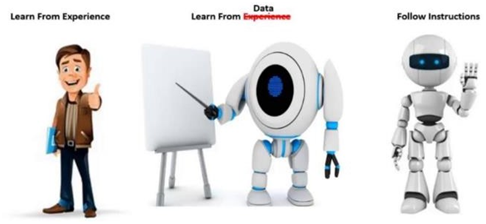 Learn From Experience
Data
Learn From Experience
Follow Instructions